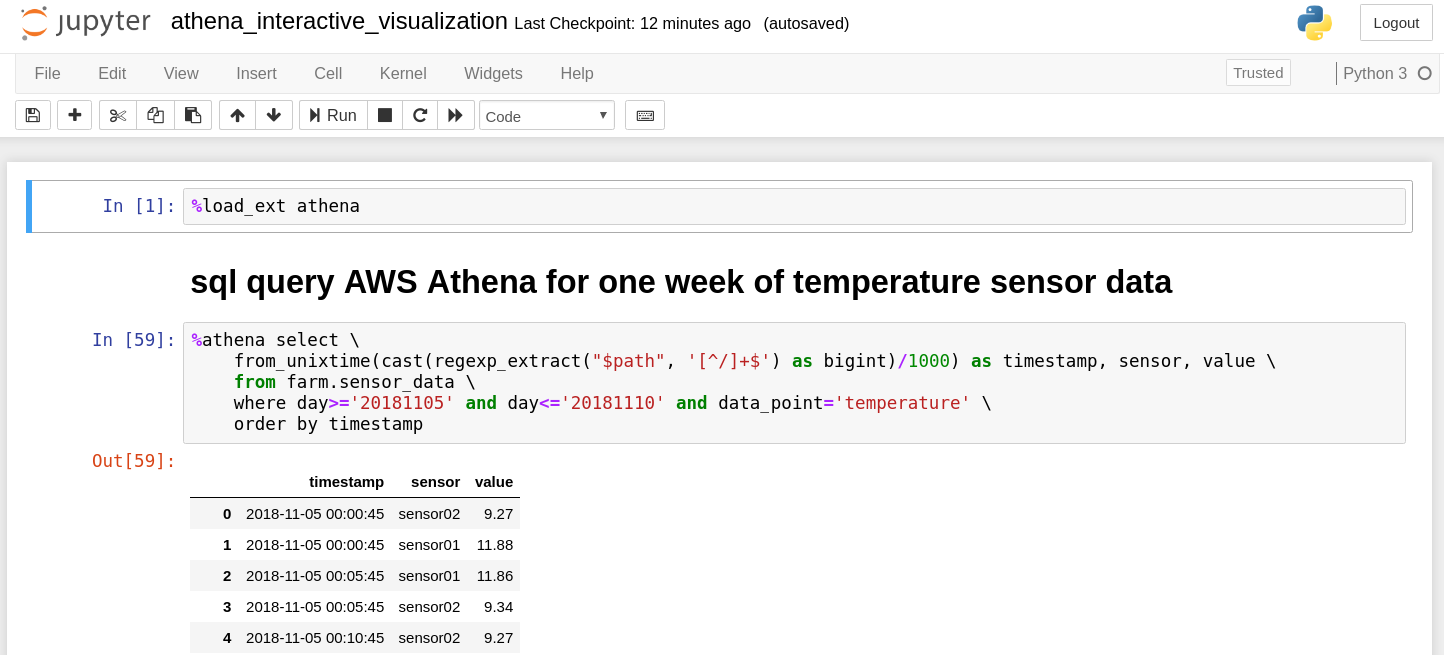 jupyter athena_interactive_visualization Last Checkpoint: 12 minutes ago (autosaved) Logout
File Edit View Insert Cell Kernel Widgets Help Trusted Python 3
Run Code
In [1]: %load_ext athena
sql query AWS Athena for one week of temperature sensor data
In [59]: %athena select \
from_unixtime(cast(regexp_extract("$path", '[^/]+$') as bigint)/1000) as timestamp, sensor, value \
from farm.sensor_data \
where day>='20181105' and day<='20181110' and data_point='temperature' \
order by timestamp
Out[59]:
timestamp sensor value
0 2018-11-05 00:00:45 sensor02 9.27
1 2018-11-05 00:00:45 sensor01 11.88
2 2018-11-05 00:05:45 sensor01 11.86
3 2018-11-05 00:05:45 sensor02 9.34
4 2018-11-05 00:10:45 sensor02 9.27